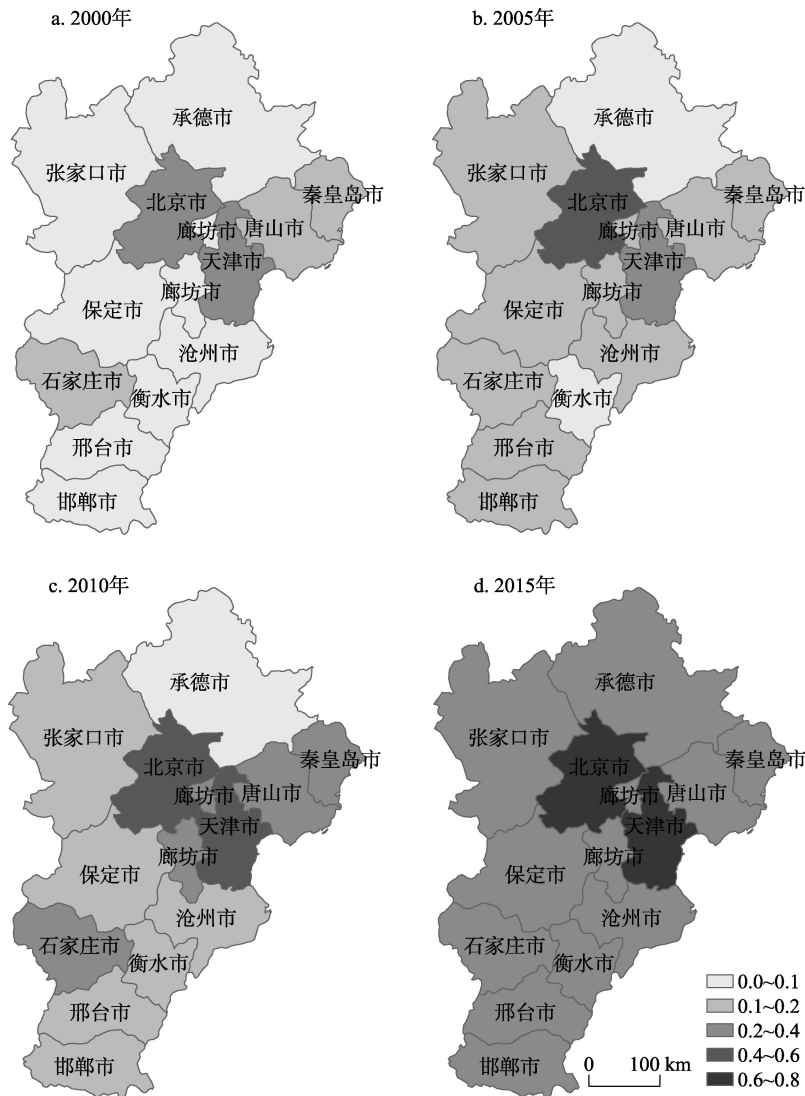 a. 2000年
承德市
张家口市
秦皇岛市
北京市
廊坊市
唐山市
天津市
廊坊市
保定市
沧州市
石家庄市
衡水市
邢台市
邯郸市
b. 2005年
承德市
张家口市
秦皇岛市
北京市
廊坊市
唐山市
天津市
廊坊市
保定市
沧州市
石家庄市
衡水市
邢台市
邯郸市
c. 2010年
承德市
张家口市
秦皇岛市
北京市
廊坊市
唐山市
天津市
廊坊市
保定市
沧州市
石家庄市
衡水市
邢台市
邯郸市
d. 2015年
承德市
张家口市
秦皇岛市
北京市
廊坊市
唐山市
天津市
廊坊市
保定市
沧州市
石家庄市
衡水市
邢台市
邯郸市
0.0~0.1
0.1~0.2
0.2~0.4
0.4~0.6
0.6~0.8
0 100 km